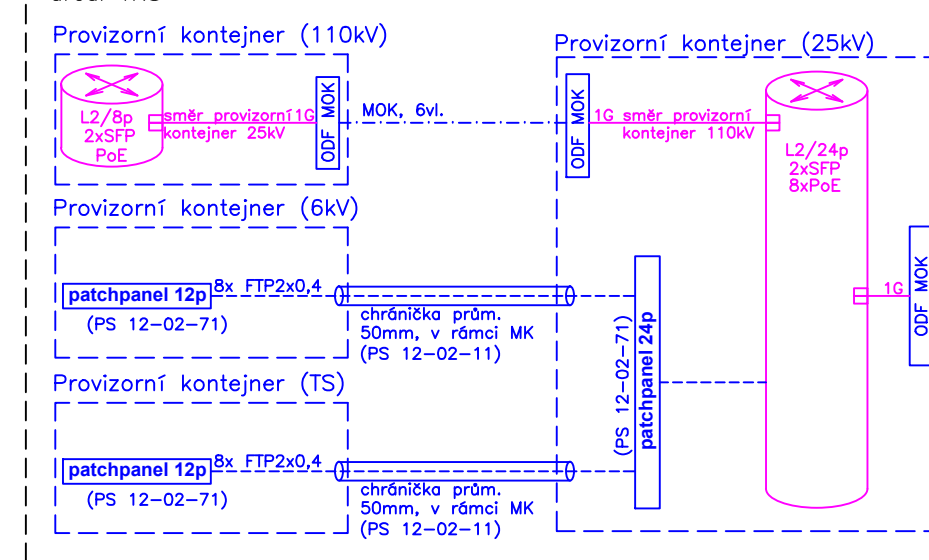 Provizorní kontejner (110kV)
L2/8p
2xSFP
PoE
směr provizorní
kontejner 25kV
1G
ODF MOK
MOK, 6vl.
Provizorní kontejner (25kV)
ODF MOK
1G směr provizorní
kontejner 110kV
L2/24p
2xSFP
8xPoE
1G
ODF MOK
Provizorní kontejner (6kV)
patchpanel 12p
8x FTP2x0,4
(PS 12-02-71)
chránička prům.
50mm, v rámci MK
(PS 12-02-11)
(PS 12-02-71)
patchpanel 24p
Provizorní kontejner (TS)
patchpanel 12p
8x FTP2x0,4
(PS 12-02-71)
chránička prům.
50mm, v rámci MK
(PS 12-02-11)